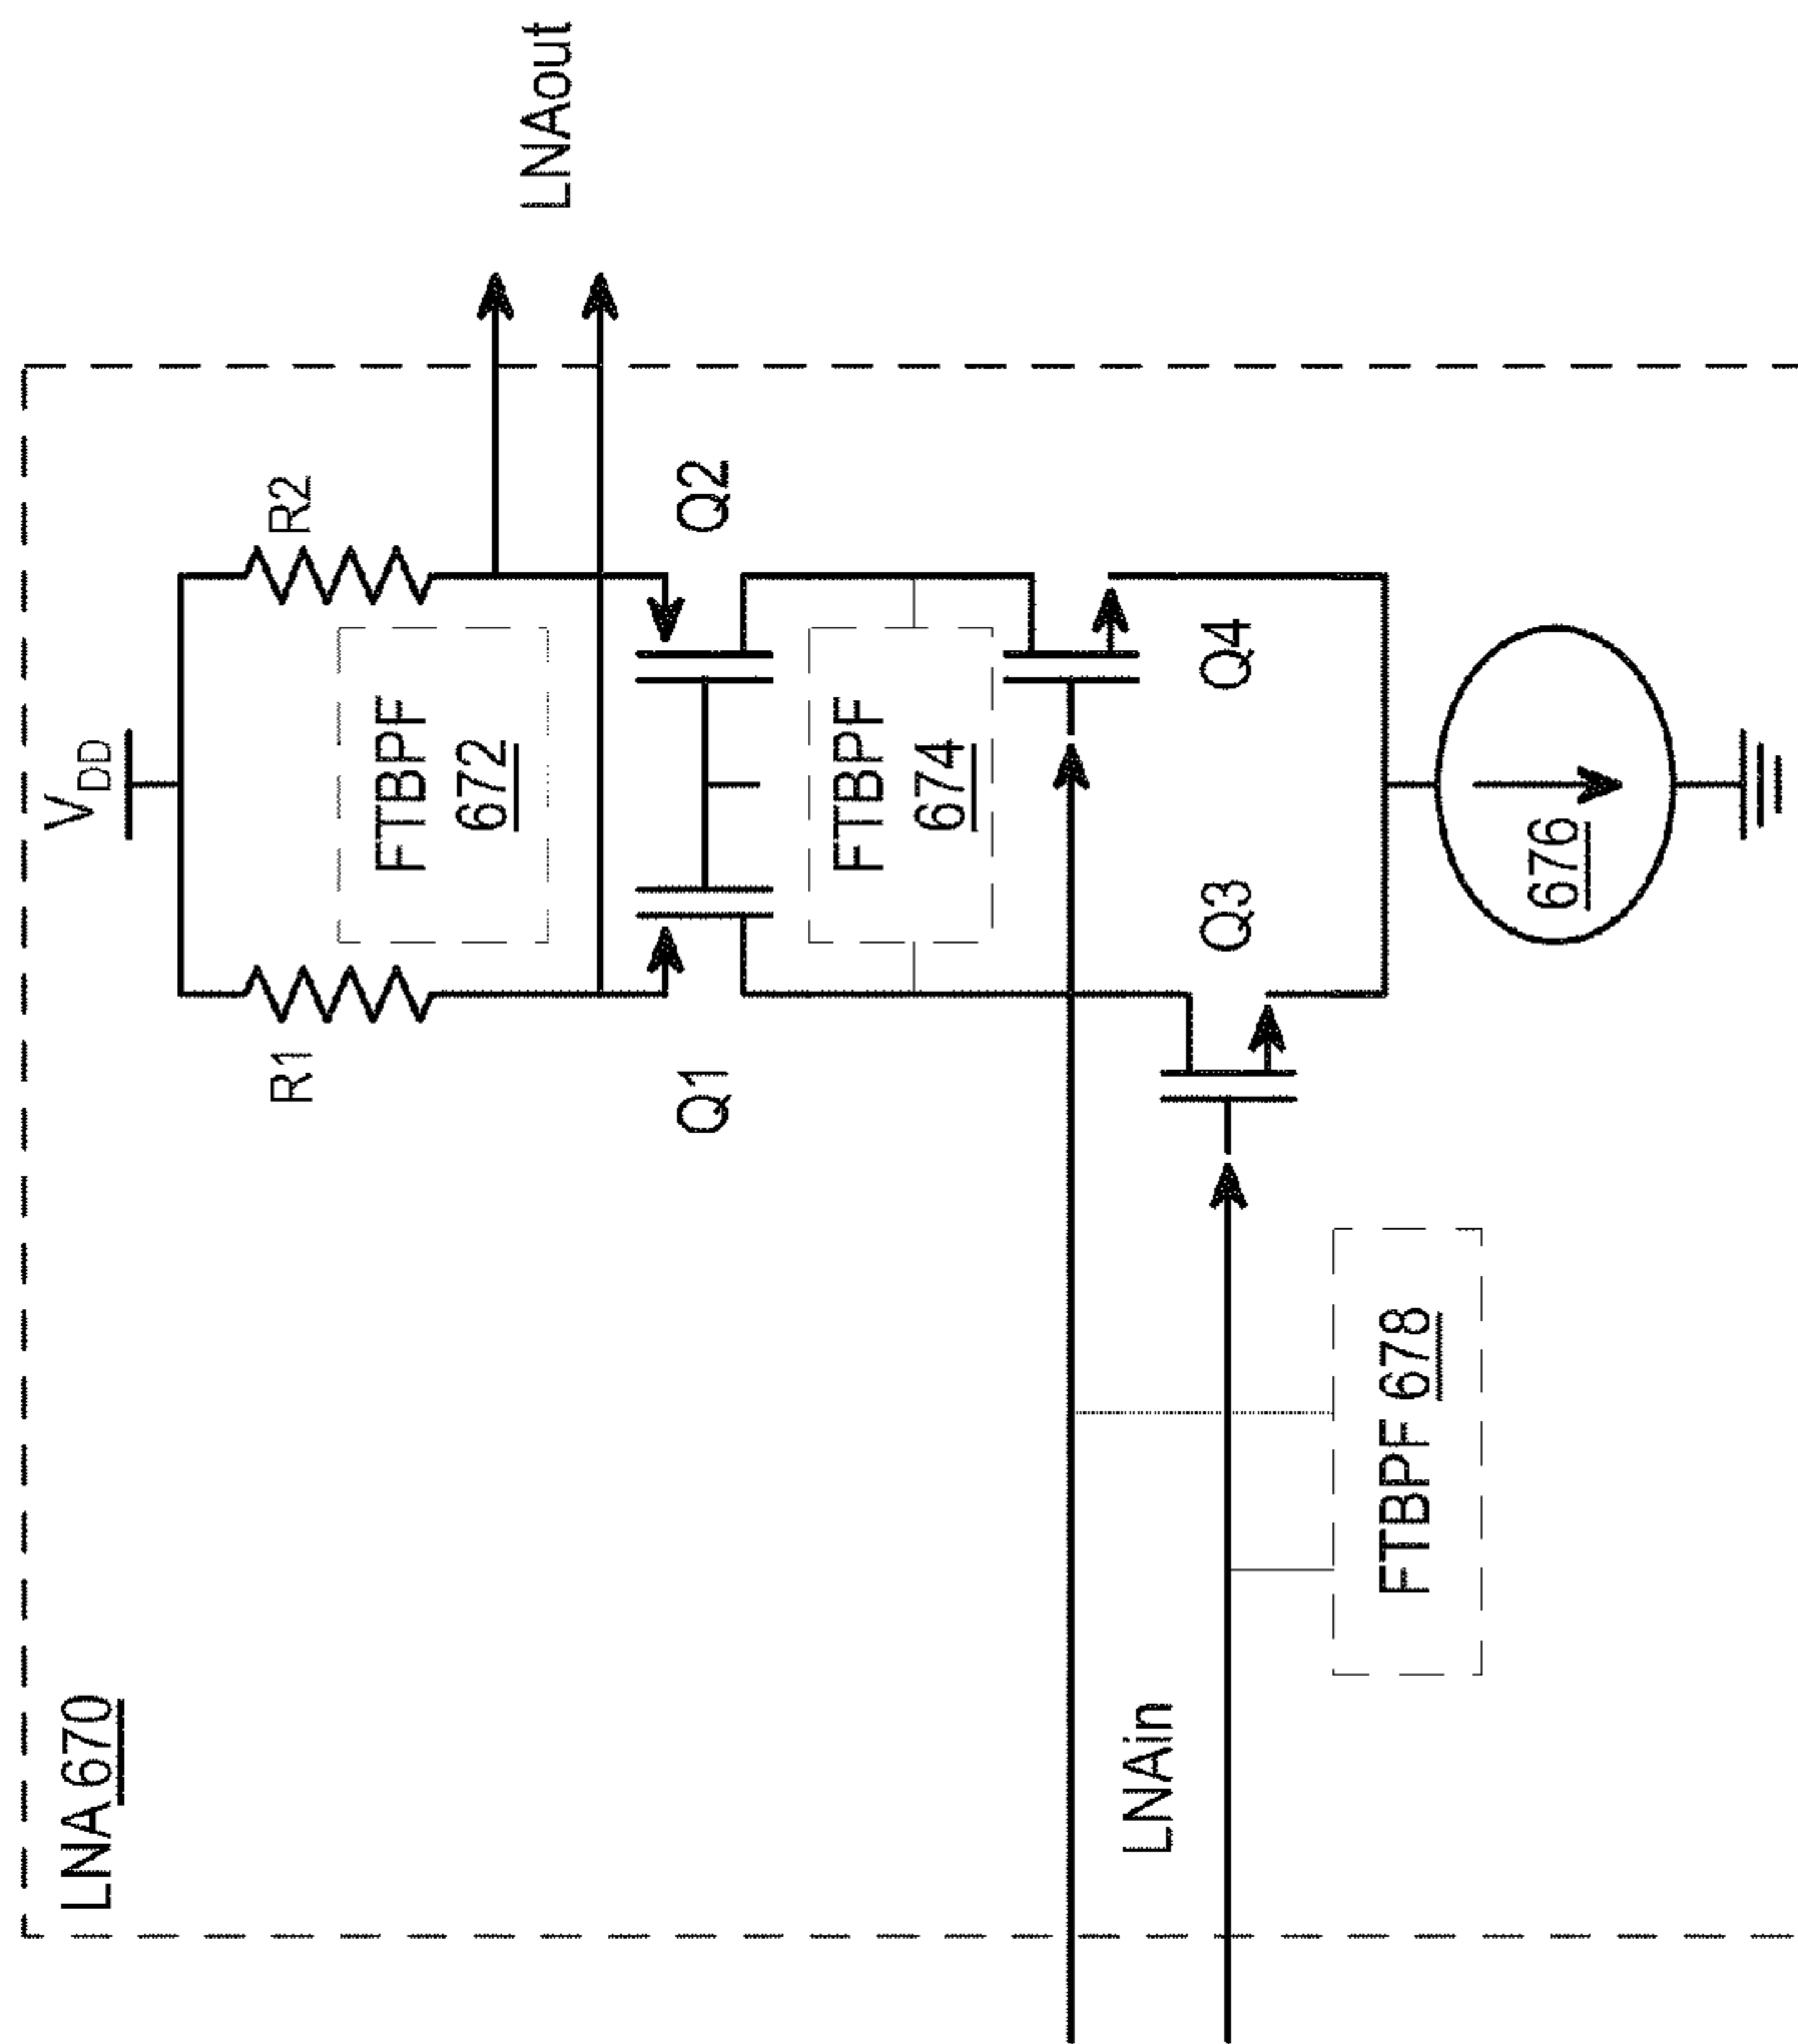 LNA 670
V_DD
R1
R2
FTBPF
672
LNAout
Q1
Q2
FTBPF
674
LNAin
Q3
Q4
FTBPF 678
676